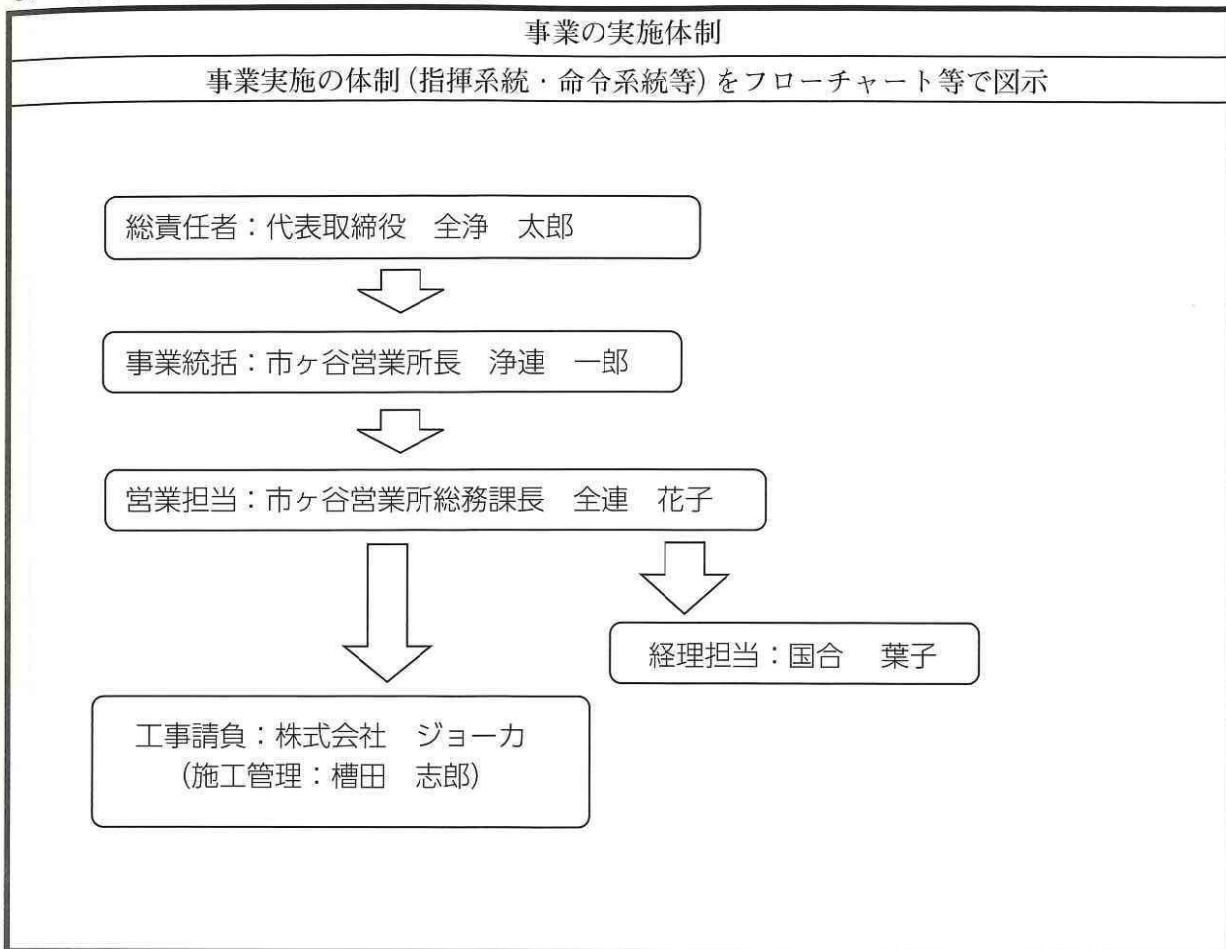 事業の実施体制
事業実施の体制(指揮系統・命令系統等)をフローチャート等で図示
総責任者：代表取締役　全浄　太郎
事業統括：市ヶ谷営業所長　浄連　一郎
営業担当：市ヶ谷営業所総務課長　全連　花子
経理担当：国合　葉子
工事請負：株式会社　ジョーカ
(施工管理：槽田　志郎)